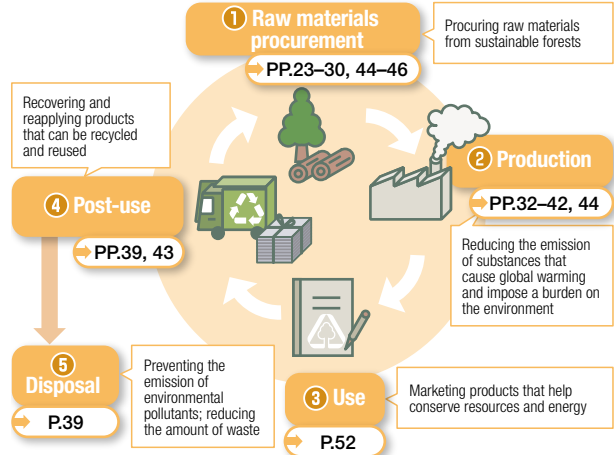 1 Raw materials
procurement
PP.23–30, 44–46
Procuring raw materials
from sustainable forests
2 Production
PP.32–42, 44
Reducing the emission
of substances that
cause global warming
and impose a burden on
the environment
3 Use
P.52
Marketing products that help
conserve resources and energy
Recovering and
reapplying products
that can be recycled
and reused
4 Post-use
PP.39, 43
5
Disposal
P.39
Preventing the
emission of
environmental
pollutants; reducing
the amount of waste